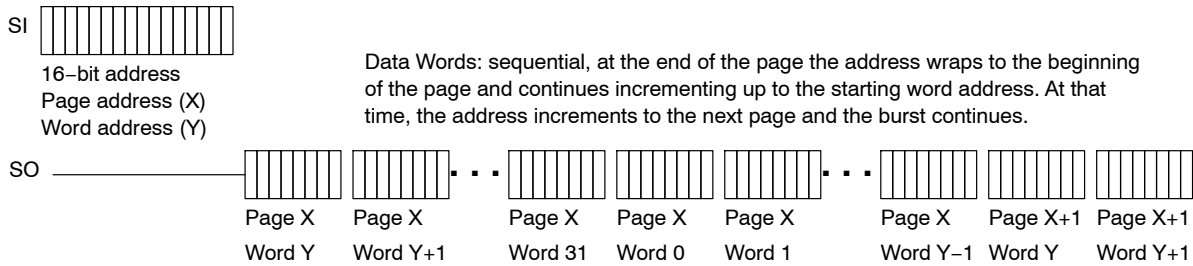 SI
16−bit address
Page address (X)
Word address (Y)
Data Words: sequential, at the end of the page the address wraps to the beginning
of the page and continues incrementing up to the starting word address. At that
time, the address increments to the next page and the burst continues.
SO
Page X Page X Page X Page X Page X Page X Page X+1 Page X+1
Word Y Word Y+1 Word 31 Word 0 Word 1 Word Y−1 Word Y Word Y+1